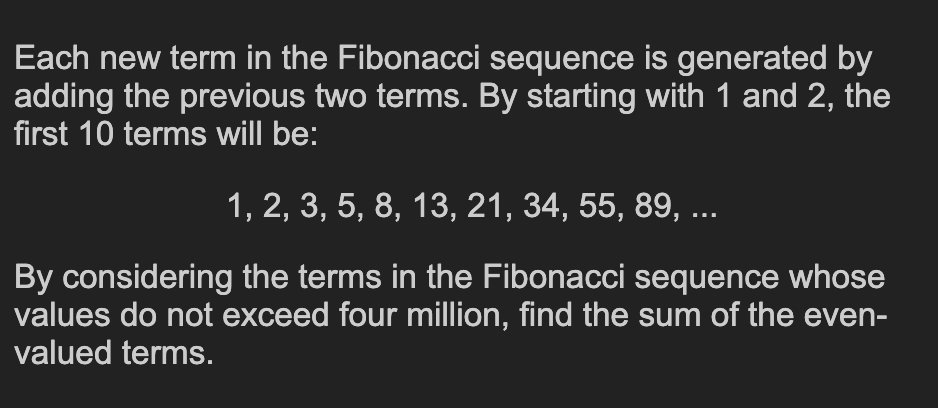 Each new term in the Fibonacci sequence is generated by
adding the previous two terms. By starting with 1 and 2, the
first 10 terms will be:
1, 2, 3, 5, 8, 13, 21, 34, 55, 89, ...
By considering the terms in the Fibonacci sequence whose
values do not exceed four million, find the sum of the even-
valued terms.